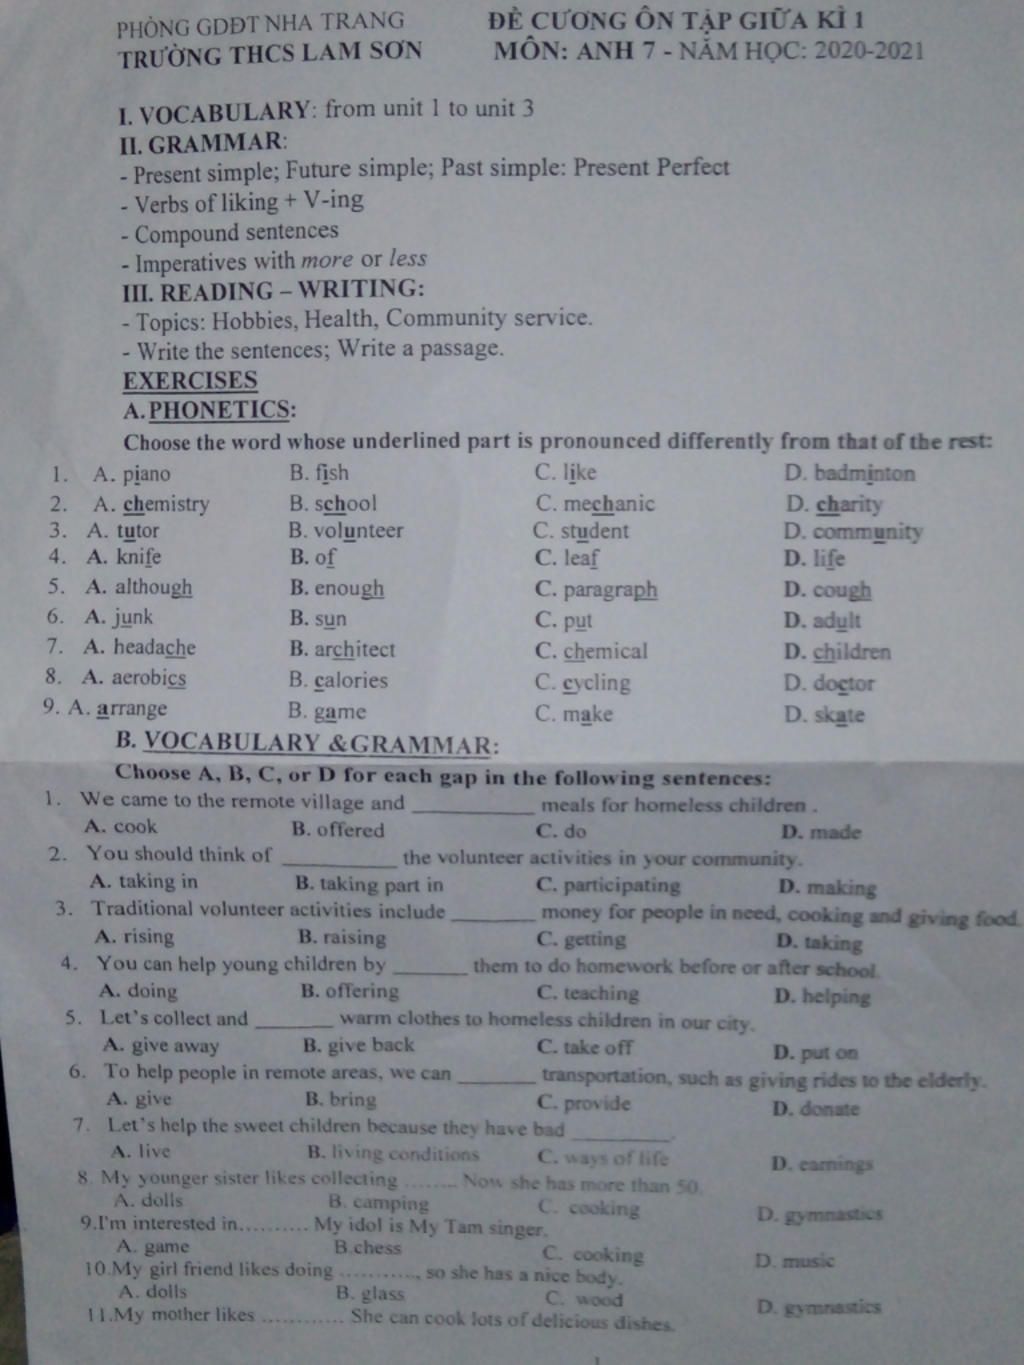 PHÒNG GDĐT NHA TRANG ĐỀ CƯƠNG ÔN TẬP GIỮA KÌ 1
TRƯỜNG THCS LAM SƠN MÔN: ANH 7 - NĂM HỌC: 2020-2021
I. VOCABULARY: from unit 1 to unit 3
II. GRAMMAR:
- Present simple; Future simple; Past simple: Present Perfect
- Verbs of liking + V-ing
- Compound sentences
- Imperatives with more or less
III. READING – WRITING:
- Topics: Hobbies, Health, Community service.
- Write the sentences; Write a passage.
EXERCISES
A. PHONETICS:
Choose the word whose underlined part is pronounced differently from that of the rest:
1. A. piano B. fish C. like D. badminton
2. A. chemistry B. school C. mechanic D. charity
3. A. tutor B. volunteer C. student D. community
4. A. knife B. of C. leaf D. life
5. A. although B. enough C. paragraph D. cough
6. A. junk B. sun C. put D. adult
7. A. headache B. architect C. chemical D. children
8. A. aerobics B. calories C. cycling D. doctor
9. A. arrange B. game C. make D. skate
B. VOCABULARY &GRAMMAR:
Choose A, B, C, or D for each gap in the following sentences:
1. We came to the remote village and ____________ meals for homeless children .
A. cook B. offered C. do D. made
2. You should think of ___________ the volunteer activities in your community.
A. taking in B. taking part in C. participating D. making
3. Traditional volunteer activities include ________ money for people in need, cooking and giving food.
A. rising B. raising C. getting D. taking
4. You can help young children by _______ them to do homework before or after school.
A. doing B. offering C. teaching D. helping
5. Let's collect and ________ warm clothes to homeless children in our city.
A. give away B. give back C. take off D. put on
6. To help people in remote areas, we can ________ transportation, such as giving rides to the elderly.
A. give B. bring C. provide D. donate
7. Let's help the sweet children because they have bad __________.
A. live B. living conditions C. ways of life D. earnings
8. My younger sister likes collecting ........ Now she has more than 50.
A. dolls B. camping C. cooking D. gymnastics
9.I'm interested in.......... My idol is My Tam singer.
A. game B.chess C. cooking D. music
10.My girl friend likes doing ..........., so she has a nice body.
A. dolls B. glass C. wood D. gymnastics
11.My mother likes ............ She can cook lots of delicious dishes.
1